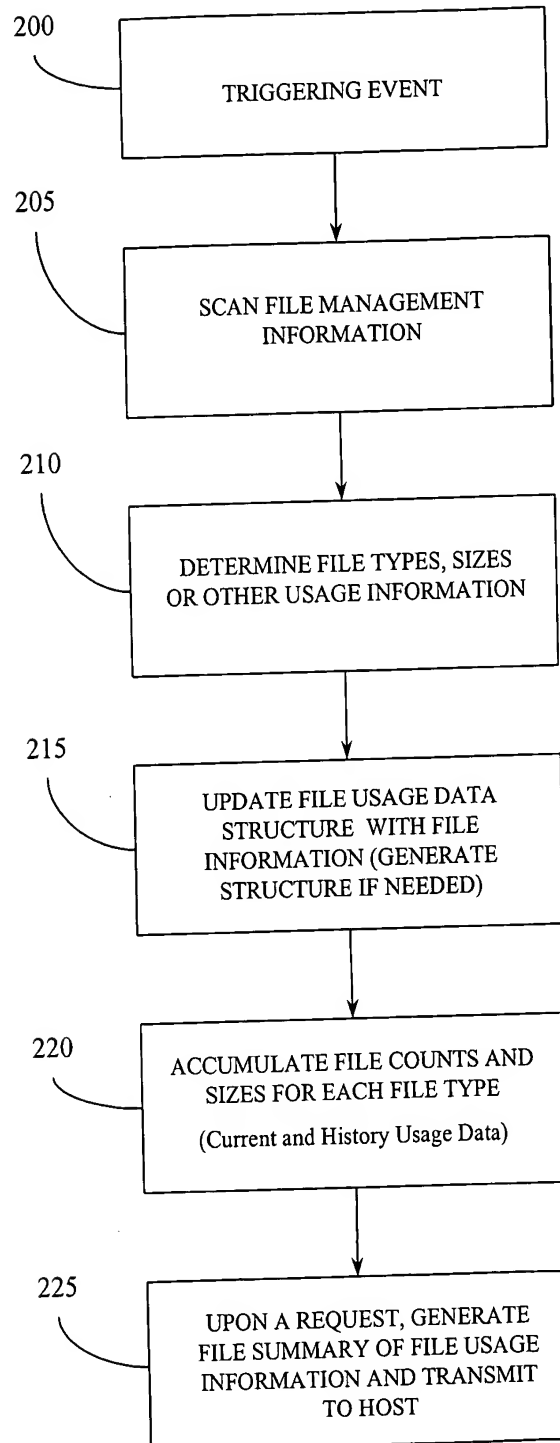 200
TRIGGERING EVENT
205
SCAN FILE MANAGEMENT
INFORMATION
210
DETERMINE FILE TYPES, SIZES
OR OTHER USAGE INFORMATION
215
UPDATE FILE USAGE DATA
STRUCTURE WITH FILE
INFORMATION (GENERATE
STRUCTURE IF NEEDED)
220
ACCUMULATE FILE COUNTS AND
SIZES FOR EACH FILE TYPE
(Current and History Usage Data)
225
UPON A REQUEST, GENERATE
FILE SUMMARY OF FILE USAGE
INFORMATION AND TRANSMIT
TO HOST